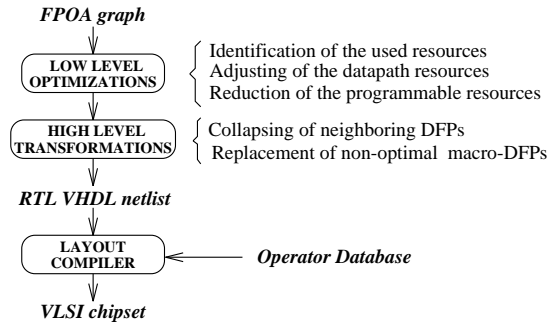 FPOA graph
LOW LEVEL
OPTIMIZATIONS
Identification of the used resources
Adjusting of the datapath resources
Reduction of the programmable resources
HIGH LEVEL
TRANSFORMATIONS
Collapsing of neighboring DFPs
Replacement of non-optimal macro-DFPs
RTL VHDL netlist
LAYOUT
COMPILER
Operator Database
VLSI chipset